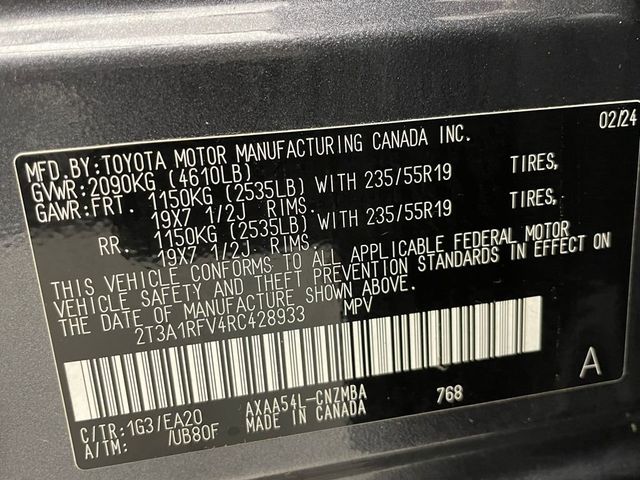 MFD.BY:TOYOTA MOTOR MANUFACTURING CANADA INC. 02/24
GVWR:2090KG (4610LB)
GAWR:FRT. 1150KG (2535LB) WITH 235/55R19 TIRES,
19X7 1/2J RIMS.
RR. 1150KG (2535LB) WITH 235/55R19 TIRES,
19X7 1/2J RIMS.
THIS VEHICLE CONFORMS TO ALL APPLICABLE FEDERAL MOTOR
VEHICLE SAFETY AND THEFT PREVENTION STANDARDS IN EFFECT ON
THE DATE OF MANUFACTURE SHOWN ABOVE.
2T3A1RFV4RC428933 MPV
A
C/TR:1G3/EA20 AXAA54L-CNZMBA 768
A/TM: /UB80F MADE IN CANADA